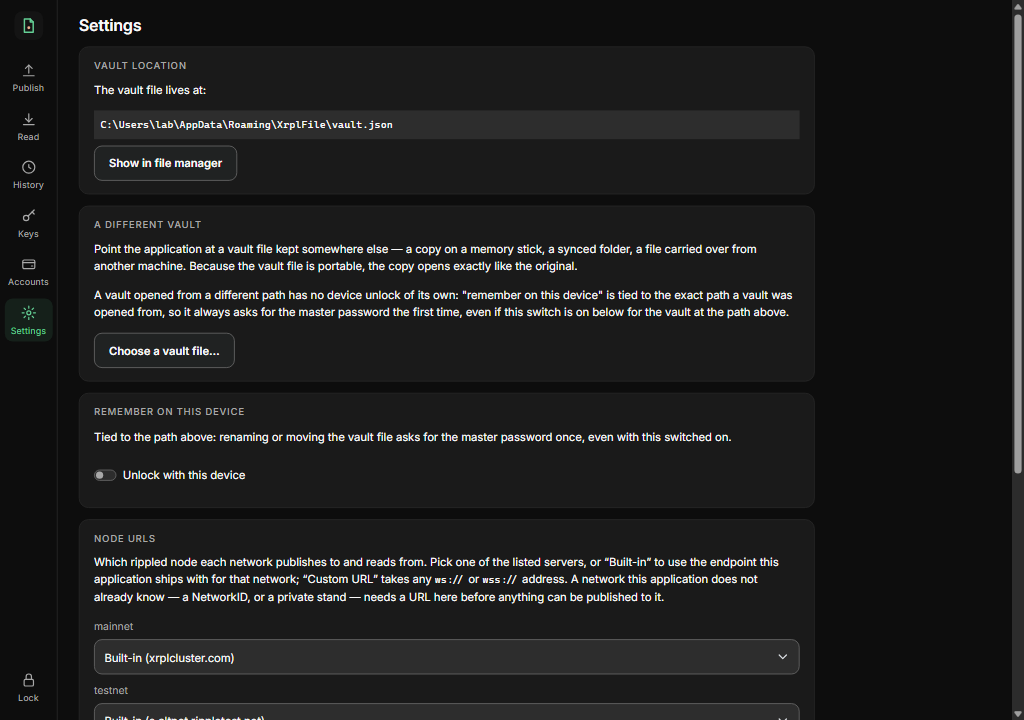 Settings
Publish
Read
History
Keys
Accounts
Settings
Lock
VAULT LOCATION
The vault file lives at:
C:\Users\lab\AppData\Roaming\XrplFile\vault.json
Show in file manager
A DIFFERENT VAULT
Point the application at a vault file kept somewhere else — a copy on a memory stick, a synced folder, a file carried over from
another machine. Because the vault file is portable, the copy opens exactly like the original.
A vault opened from a different path has no device unlock of its own: "remember on this device" is tied to the exact path a vault was
opened from, so it always asks for the master password the first time, even if this switch is on below for the vault at the path above.
Choose a vault file...
REMEMBER ON THIS DEVICE
Tied to the path above: renaming or moving the vault file asks for the master password once, even with this switched on.
Unlock with this device
NODE URLS
Which rippled node each network publishes to and reads from. Pick one of the listed servers, or “Built-in” to use the endpoint this
application ships with for that network; “Custom URL” takes any ws:// or wss:// address. A network this application does not
already know — a NetworkID, or a private stand — needs a URL here before anything can be published to it.
mainnet
Built-in (xrplcluster.com)
testnet
Built-in (s.altnet.rippletest.net)